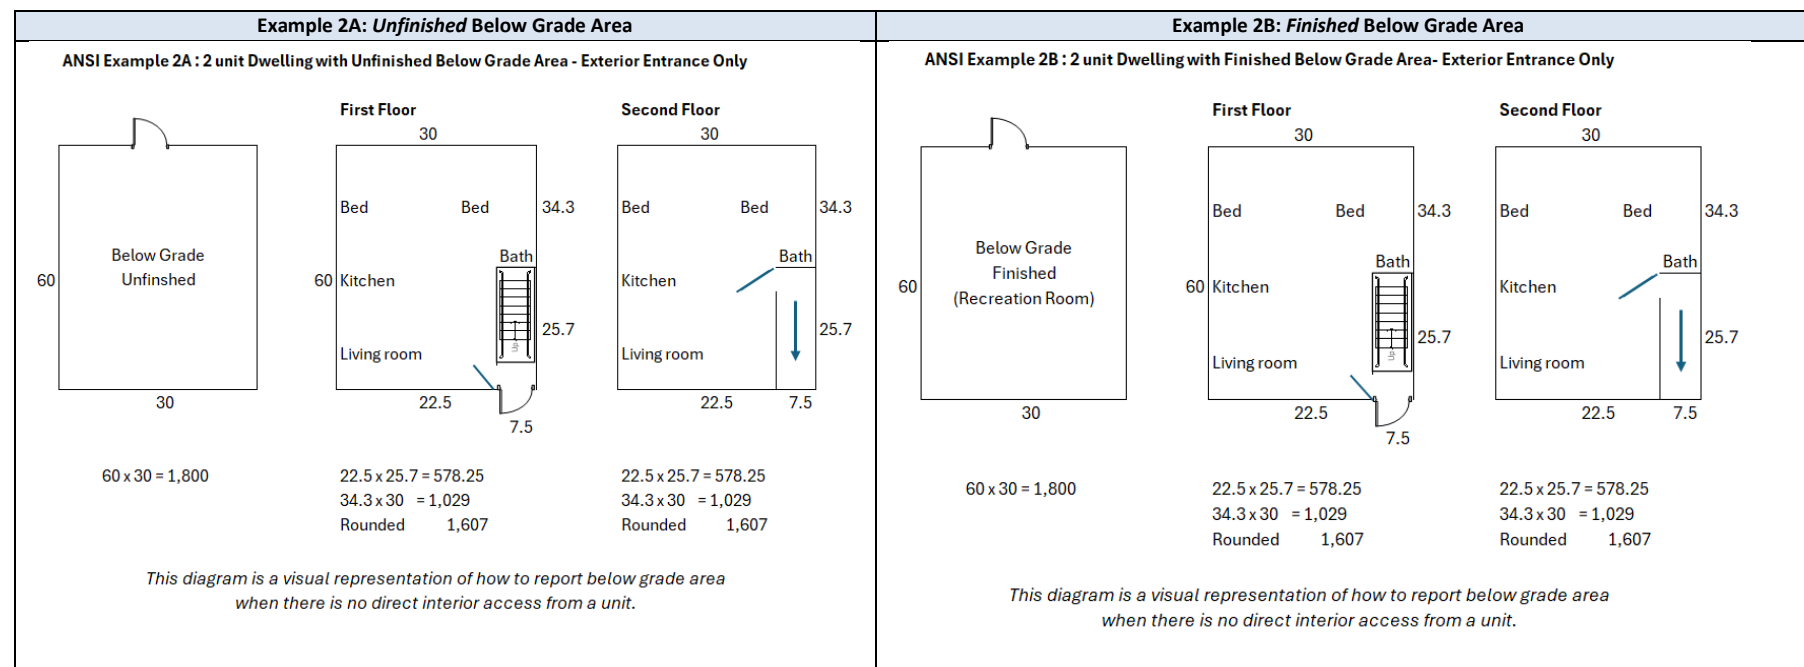 Example 2A: Unfinished Below Grade Area
ANSI Example 2A : 2 unit Dwelling with Unfinished Below Grade Area - Exterior Entrance Only
First Floor
Second Floor
30
30
Bed
Bed
34.3
Bed
Bed
34.3
Below Grade
Unfinshed
Bath
Bath
60
60
Kitchen
Kitchen
25.7
25.7
Up
Living room
Living room
30
22.5
7.5
22.5
7.5
60 x 30 = 1,800
22.5 x 25.7 = 578.25
34.3 x 30 = 1,029
Rounded 1,607
22.5 x 25.7 = 578.25
34.3 x 30 = 1,029
Rounded 1,607
This diagram is a visual representation of how to report below grade area
when there is no direct interior access from a unit.
Example 2B: Finished Below Grade Area
ANSI Example 2B : 2 unit Dwelling with Finished Below Grade Area- Exterior Entrance Only
First Floor
Second Floor
30
30
Bed
Bed
34.3
Bed
Bed
34.3
Below Grade
Finished
(Recreation Room)
Bath
Bath
60
60
Kitchen
Kitchen
25.7
25.7
Up
Living room
Living room
30
22.5
7.5
22.5
7.5
60 x 30 = 1,800
22.5 x 25.7 = 578.25
34.3 x 30 = 1,029
Rounded 1,607
22.5 x 25.7 = 578.25
34.3 x 30 = 1,029
Rounded 1,607
This diagram is a visual representation of how to report below grade area
when there is no direct interior access from a unit.